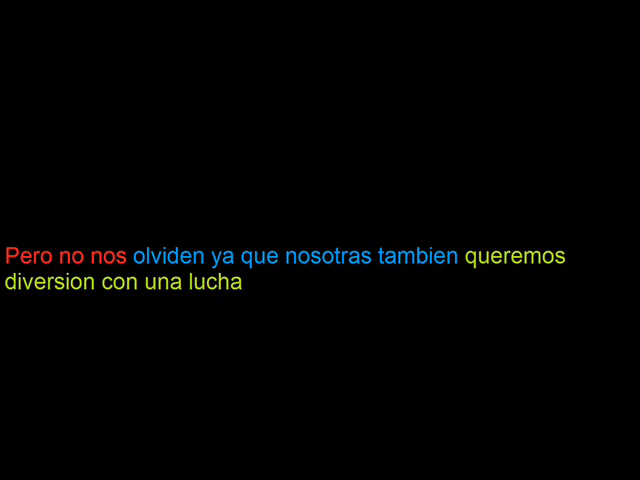 Pero no nos olviden ya que nosotras tambien queremos
diversion con una lucha